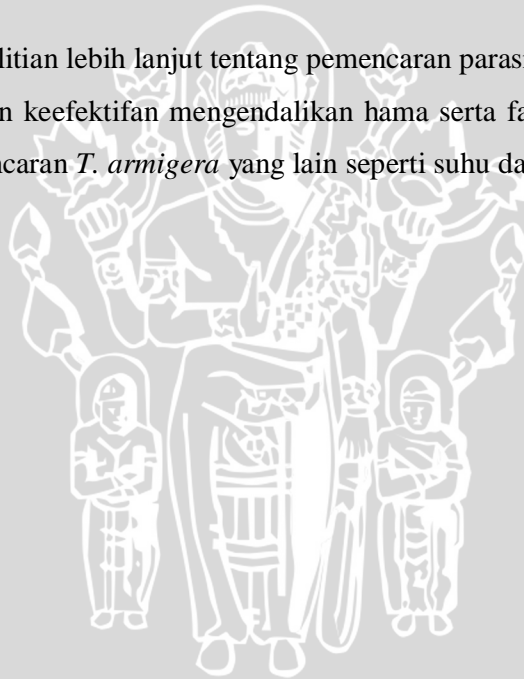 litian lebih lanjut tentang pemencaran paras
n keefektifan mengendalikan hama serta fa
ncaran T. armigera yang lain seperti suhu da